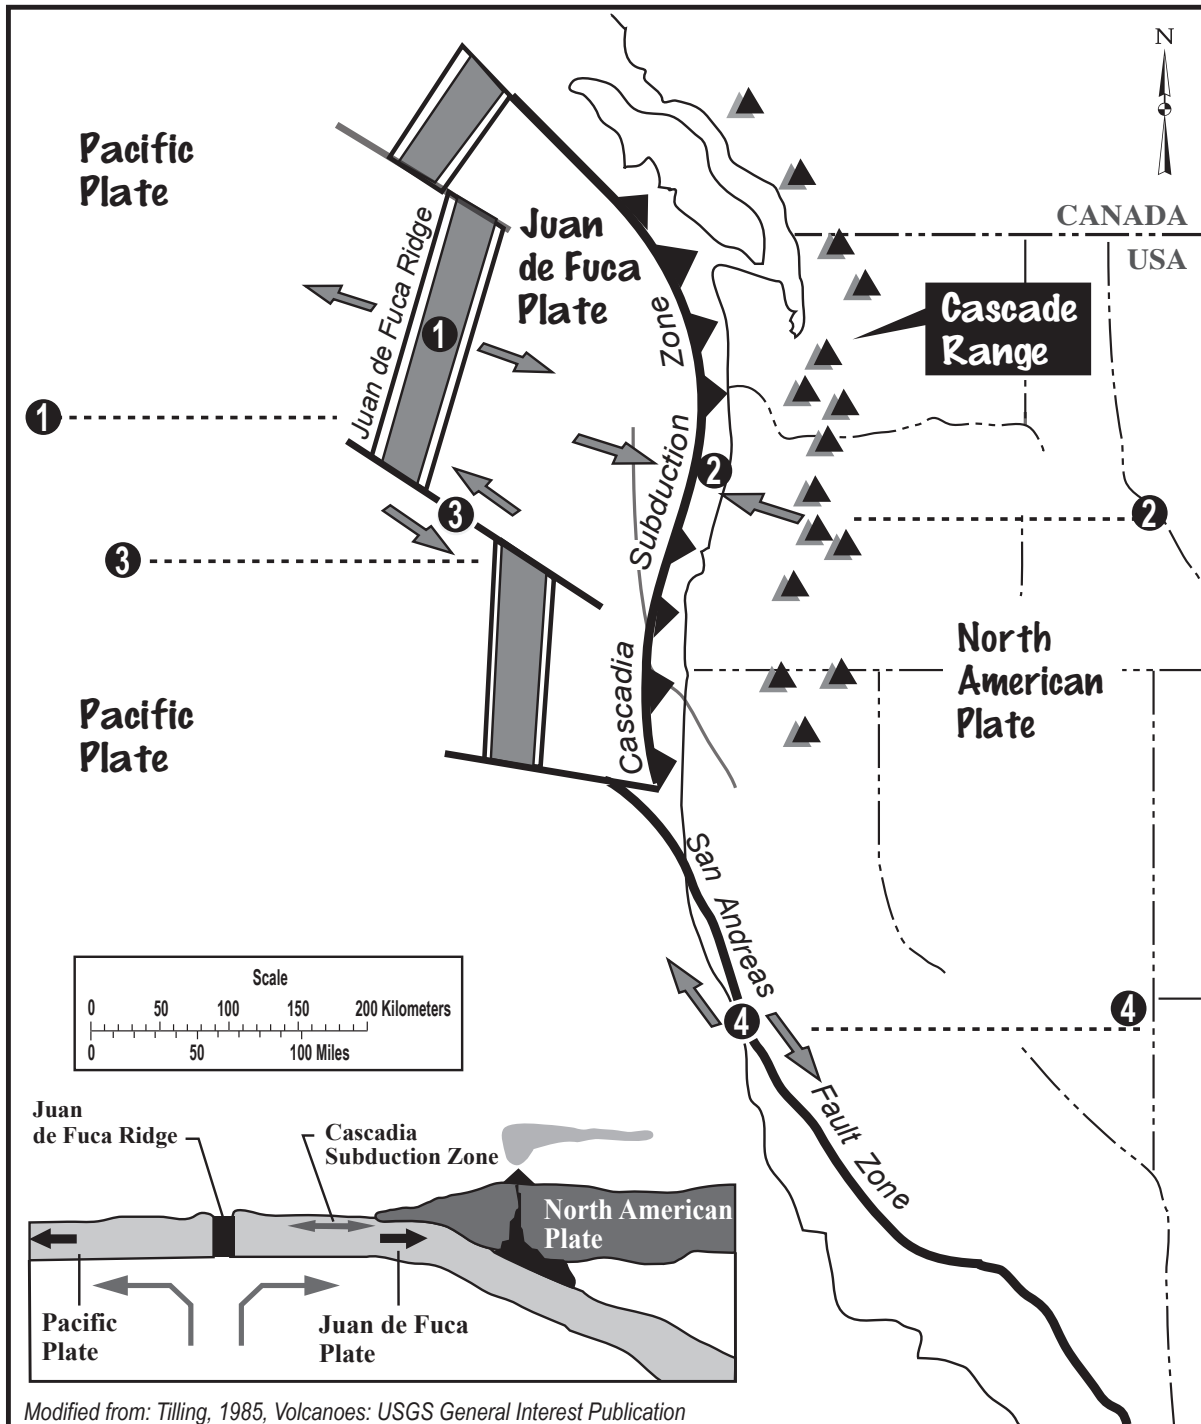 N
Pacific
Plate
CANADA
USA
Juan
de Fuca
Plate
Juan de Fuca Ridge
Cascadia Subduction Zone
Cascade
Range
1
1
2
2
3
3
North
American
Plate
Pacific
Plate
San Andreas Fault Zone
4
4
Scale
0 50 100 150 200 Kilometers
0 50 100 Miles
Juan
de Fuca Ridge
Cascadia
Subduction Zone
North American
Plate
Pacific
Plate
Juan de Fuca
Plate
Modified from: Tilling, 1985, Volcanoes: USGS General Interest Publication